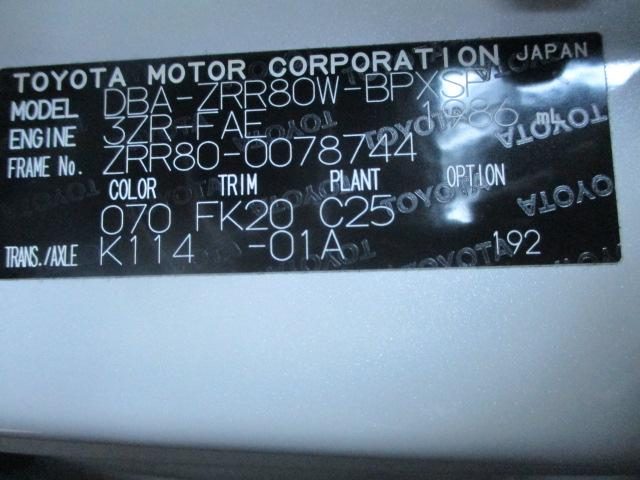 TOYOTA MOTOR CORPORATION JAPAN
MODEL DBA-ZRR80W-BPXSP
ENGINE 3ZR-FAE 1986 mL
FRAME No. ZRR80-0078744
COLOR TRIM PLANT OPTION
070 FK20 C25
TRANS./AXLE K114 -01A 192